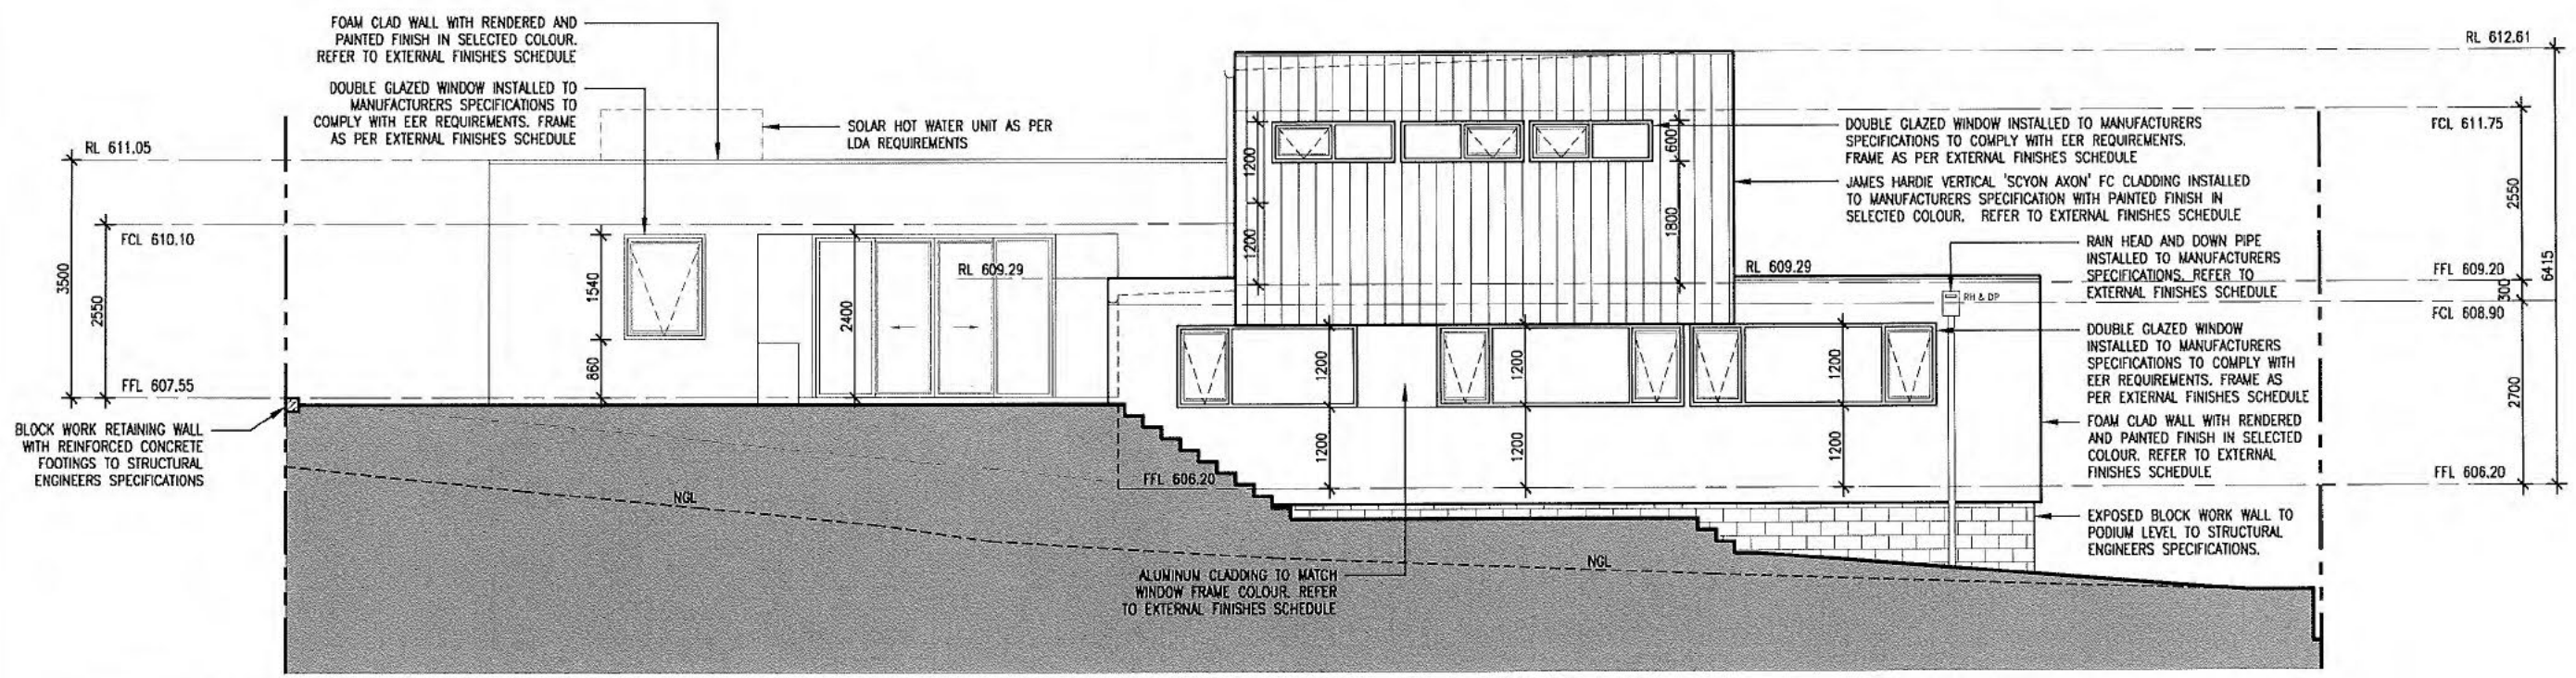 FOAM CLAD WALL WITH RENDERED AND
PAINTED FINISH IN SELECTED COLOUR.
REFER TO EXTERNAL FINISHES SCHEDULE
DOUBLE GLAZED WINDOW INSTALLED TO
MANUFACTURERS SPECIFICATIONS TO
COMPLY WITH EER REQUIREMENTS. FRAME
AS PER EXTERNAL FINISHES SCHEDULE
SOLAR HOT WATER UNIT AS PER
LDA REQUIREMENTS
RL 611.05
FCL 610.10
3500
2550
FFL 607.55
BLOCK WORK RETAINING WALL
WITH REINFORCED CONCRETE
FOOTINGS TO STRUCTURAL
ENGINEERS SPECIFICATIONS
1540
860
2400
RL 609.29
NGL
FFL 606.20
1200
1200
600
1800
RL 609.29
RH & DP
1200
1200
1200
1200
1200
1200
NGL
ALUMINUM CLADDING TO MATCH
WINDOW FRAME COLOUR. REFER
TO EXTERNAL FINISHES SCHEDULE
DOUBLE GLAZED WINDOW INSTALLED TO MANUFACTURERS
SPECIFICATIONS TO COMPLY WITH EER REQUIREMENTS.
FRAME AS PER EXTERNAL FINISHES SCHEDULE
JAMES HARDIE VERTICAL 'SCYON AXON' FC CLADDING INSTALLED
TO MANUFACTURERS SPECIFICATION WITH PAINTED FINISH IN
SELECTED COLOUR. REFER TO EXTERNAL FINISHES SCHEDULE
RAIN HEAD AND DOWN PIPE
INSTALLED TO MANUFACTURERS
SPECIFICATIONS. REFER TO
EXTERNAL FINISHES SCHEDULE
DOUBLE GLAZED WINDOW
INSTALLED TO MANUFACTURERS
SPECIFICATIONS TO COMPLY WITH
EER REQUIREMENTS. FRAME AS
PER EXTERNAL FINISHES SCHEDULE
FOAM CLAD WALL WITH RENDERED
AND PAINTED FINISH IN SELECTED
COLOUR. REFER TO EXTERNAL
FINISHES SCHEDULE
EXPOSED BLOCK WORK WALL TO
PODIUM LEVEL TO STRUCTURAL
ENGINEERS SPECIFICATIONS.
RL 612.61
FCL 611.75
2550
FFL 609.20
6415
300
FCL 608.90
2700
FFL 606.20